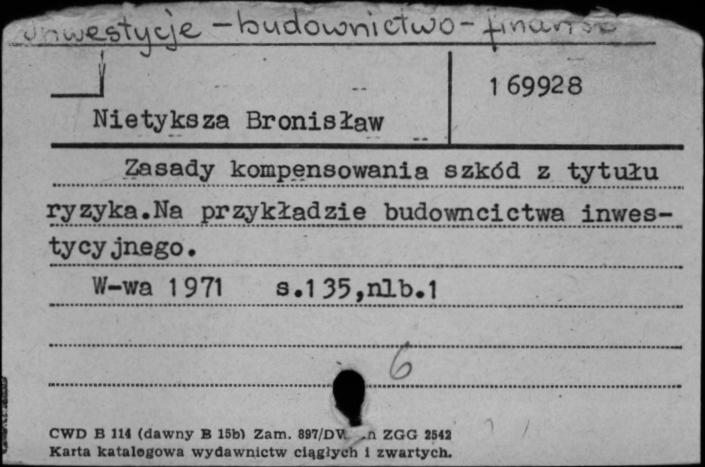 inwestycje - budownictwo - finanse
169928
Nietyksza Bronisław
Zasady kompensowania szkód z tytułu
ryzyka.Na przykładzie budowncictwa inwes-
tycyjnego.
W-wa 1971 s.135,nlb.1
6
CWD B 114 (dawny B 15b) Zam. 897/DW ZGG 2542
Karta katalogowa wydawnictw ciągłych i zwartych.